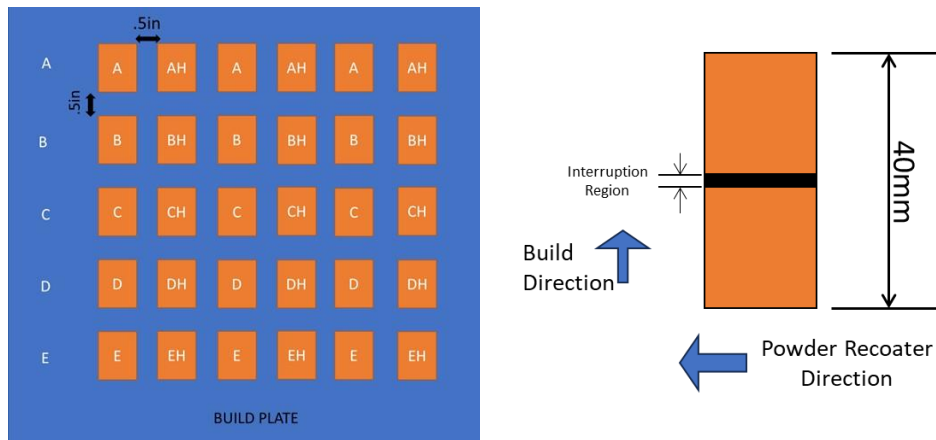 .5in
A A AH A AH A AH
.5in
B B BH B BH B BH
C C CH C CH C CH
D D DH D DH D DH
E E EH E EH E EH
BUILD PLATE
Interruption
Region
40mm
Build
Direction
Powder Recoater
Direction